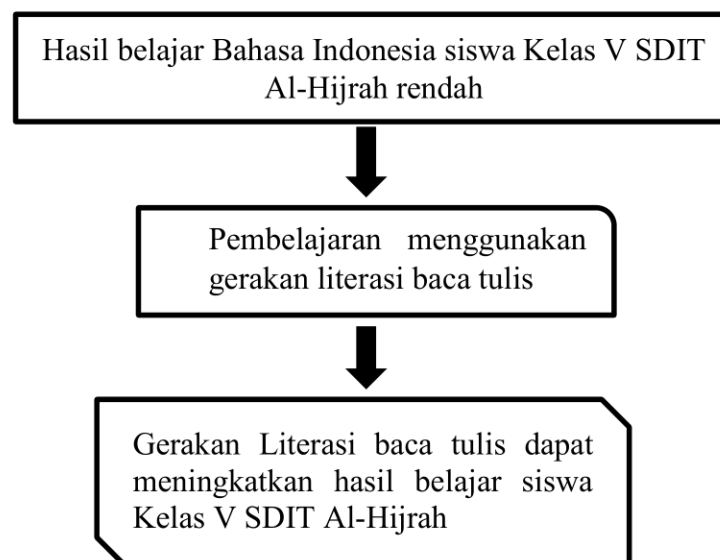 Hasil belajar Bahasa Indonesia siswa Kelas V SDIT
Al-Hijrah rendah
Pembelajaran menggunakan
gerakan literasi baca tulis
Gerakan Literasi baca tulis dapat
meningkatkan hasil belajar siswa
Kelas V SDIT Al-Hijrah